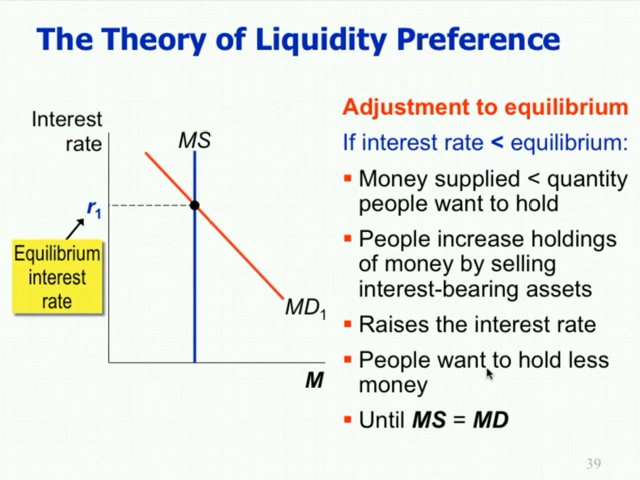 The Theory of Liquidity Preference
Interest
rate
MS
r1
Equilibrium
interest
rate
MD1
M
Adjustment to equilibrium
If interest rate < equilibrium:
▪ Money supplied < quantity
people want to hold
▪ People increase holdings
of money by selling
interest-bearing assets
▪ Raises the interest rate
▪ People want to hold less
money
▪ Until MS = MD
39